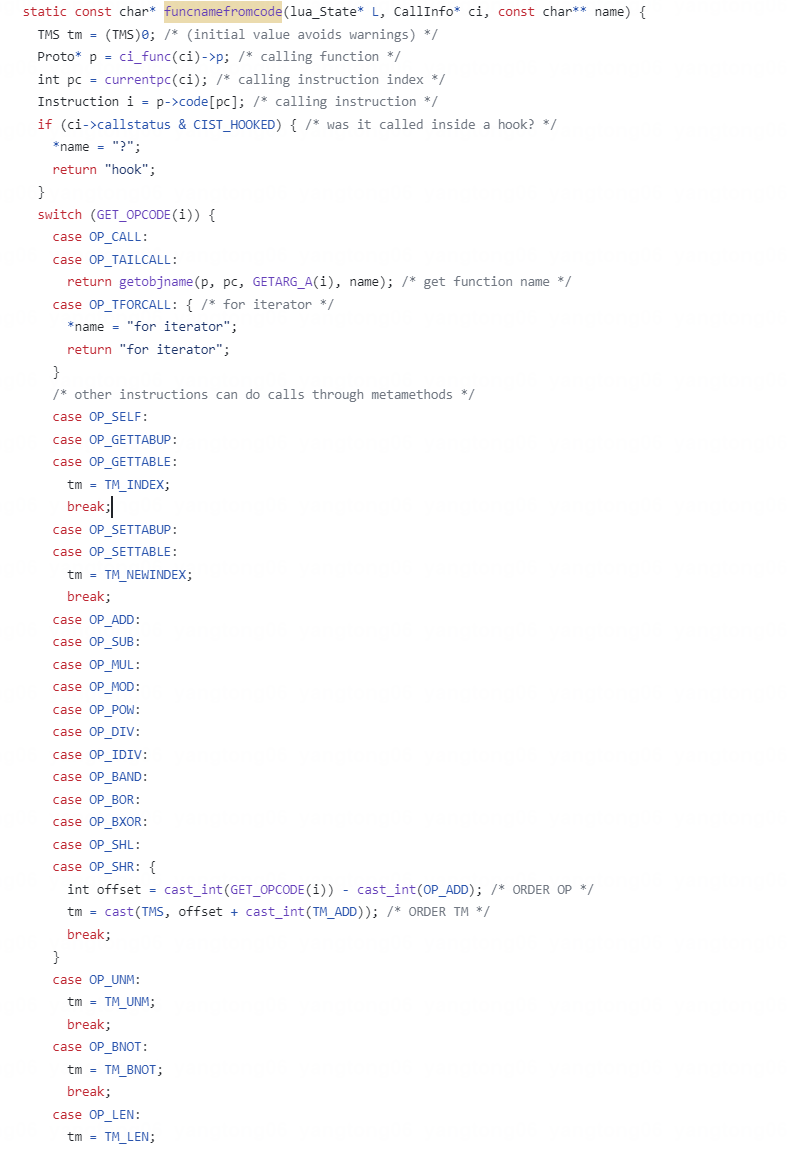 static const char* funcnamefromcode(lua_State* L, CallInfo* ci, const char** name) {
TMS tm = (TMS)0; /* (initial value avoids warnings) */
Proto* p = ci_func(ci)->p; /* calling function */
int pc = currentpc(ci); /* calling instruction index */
Instruction i = p->code[pc]; /* calling instruction */
if (ci->callstatus & CIST_HOOKED) { /* was it called inside a hook? */
*name = "?";
return "hook";
}
switch (GET_OPCODE(i)) {
case OP_CALL:
case OP_TAILCALL:
return getobjname(p, pc, GETARG_A(i), name); /* get function name */
case OP_TFORCALL: { /* for iterator */
*name = "for iterator";
return "for iterator";
}
/* other instructions can do calls through metamethods */
case OP_SELF:
case OP_GETTABUP:
case OP_GETTABLE:
tm = TM_INDEX;
break;
case OP_SETTABUP:
case OP_SETTABLE:
tm = TM_NEWINDEX;
break;
case OP_ADD:
case OP_SUB:
case OP_MUL:
case OP_MOD:
case OP_POW:
case OP_DIV:
case OP_IDIV:
case OP_BAND:
case OP_BOR:
case OP_BXOR:
case OP_SHL:
case OP_SHR: {
int offset = cast_int(GET_OPCODE(i)) - cast_int(OP_ADD); /* ORDER OP */
tm = cast(TMS, offset + cast_int(TM_ADD)); /* ORDER TM */
break;
}
case OP_UNM:
tm = TM_UNM;
break;
case OP_BNOT:
tm = TM_BNOT;
break;
case OP_LEN:
tm = TM_LEN;